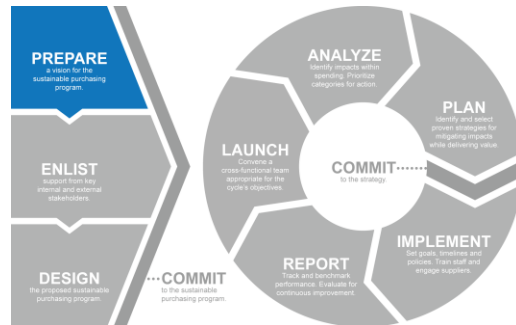 PREPARE
a vision for the
sustainable purchasing
program.
ENLIST
support from key
internal and external
stakeholders.
DESIGN
the proposed sustainable
purchasing program.
COMMIT
to the sustainable
purchasing program.
ANALYZE
Identify impacts within
spending. Prioritize
categories for action.
PLAN
Identify and select
proven strategies for
mitigating impacts
while delivering value.
COMMIT
to the strategy.
IMPLEMENT
Set goals, timelines and
policies. Train staff and
engage suppliers.
REPORT
Track and benchmark
performance. Evaluate for
continuous improvement.
LAUNCH
Convene a
cross-functional team
appropriate for the
cycle's objectives